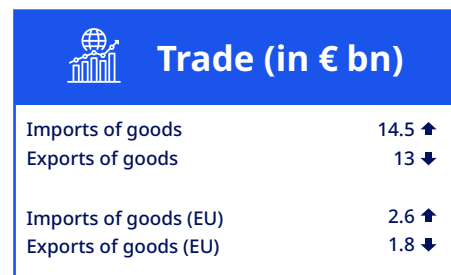 Trade (in € bn)
Imports of goods 14.5
Exports of goods 13
Imports of goods (EU) 2.6
Exports of goods (EU) 1.8